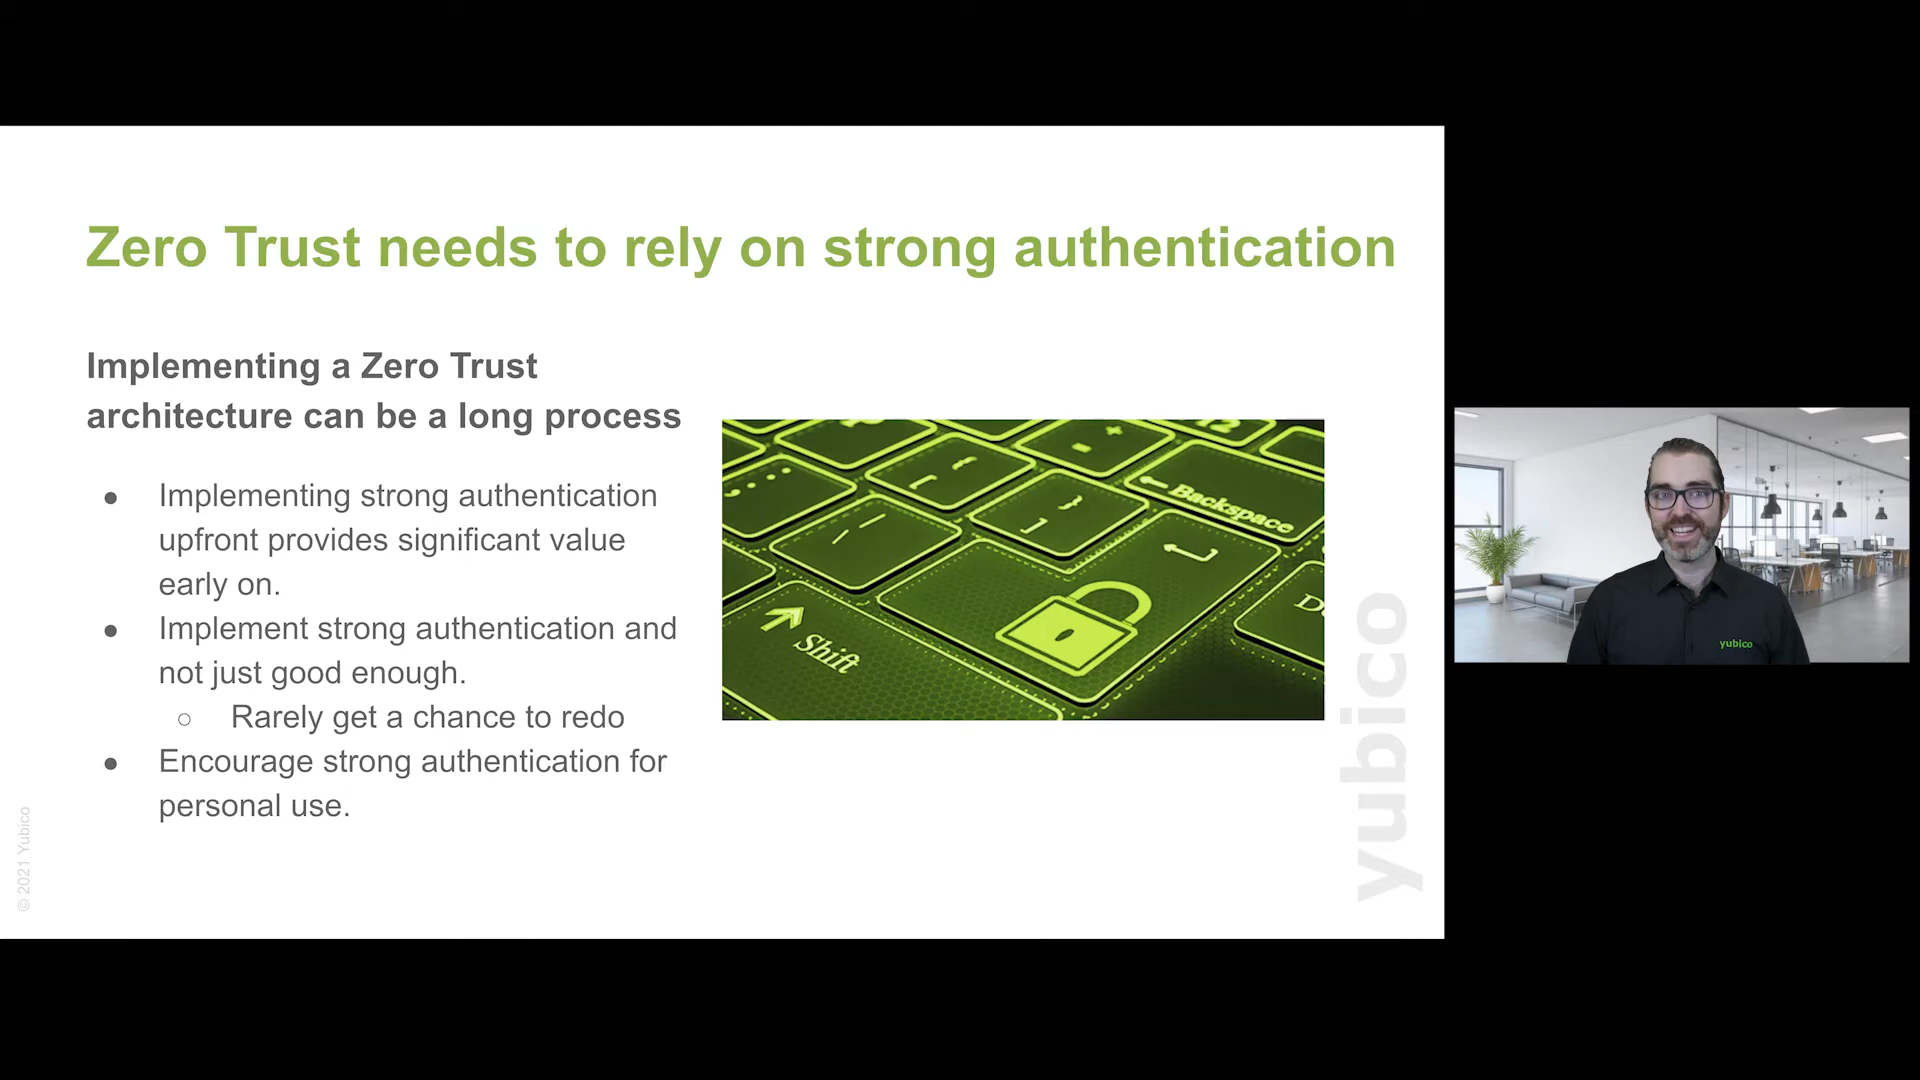 Zero Trust needs to rely on strong authentication
Implementing a Zero Trust
architecture can be a long process
● Implementing strong authentication
upfront provides significant value
early on.
● Implement strong authentication and
not just good enough.
○ Rarely get a chance to redo
● Encourage strong authentication for
personal use.
Backspace
Shift
yubico
© 2021 Yubico
yubico